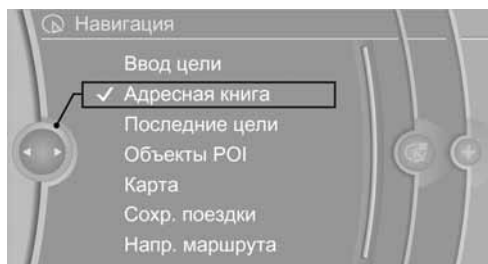 Навигация
Ввод цели
Адресная книга
Последние цели
Объекты POI
Карта
Сохр. поездки
Напр. маршрута